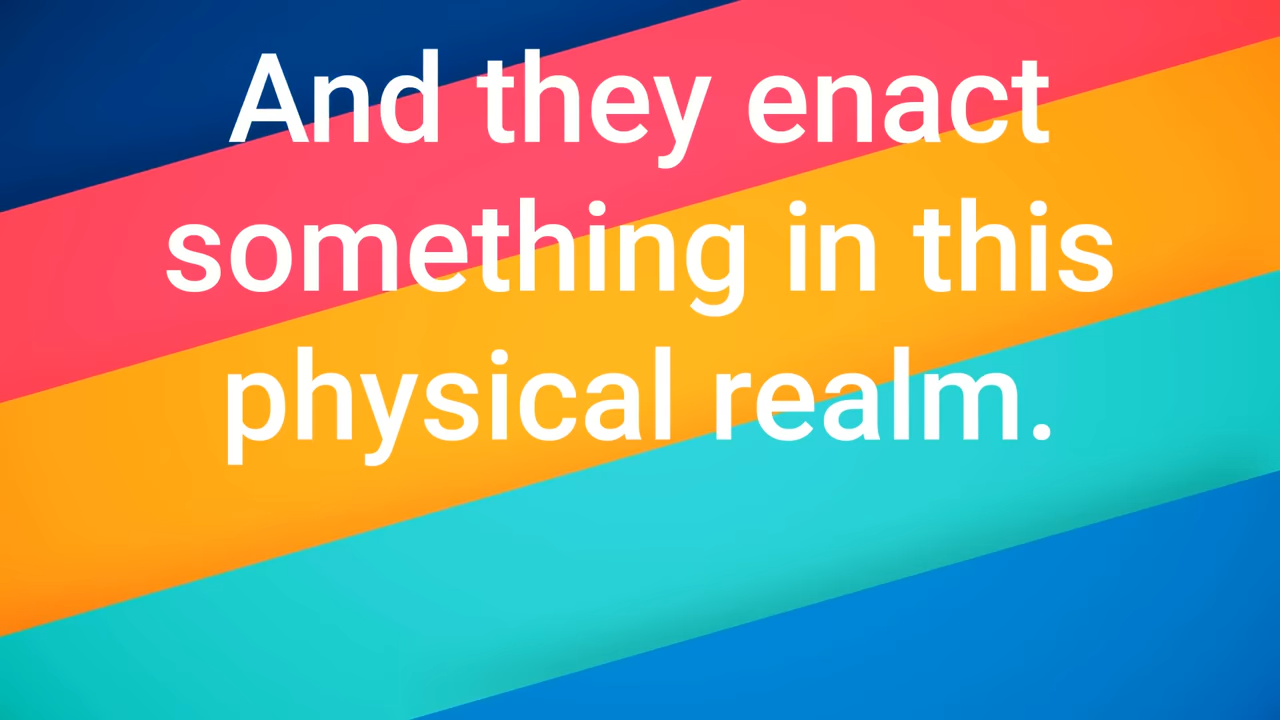 And they enact
something in this
physical realm.